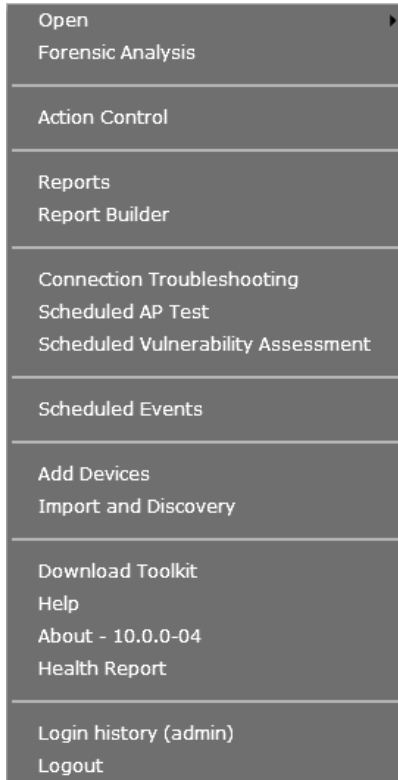 Open
Forensic Analysis
Action Control
Reports
Report Builder
Connection Troubleshooting
Scheduled AP Test
Scheduled Vulnerability Assessment
Scheduled Events
Add Devices
Import and Discovery
Download Toolkit
Help
About - 10.0.0-04
Health Report
Login history (admin)
Logout